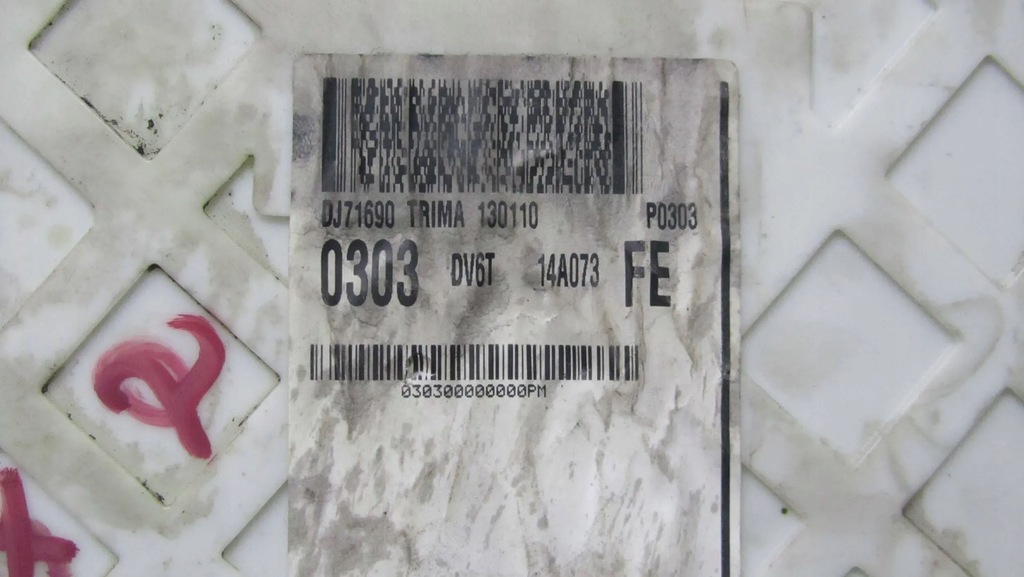 DJ71690 TRIMA 130110 P0303
0303 DV6T 14A073 FE
030300000000PM